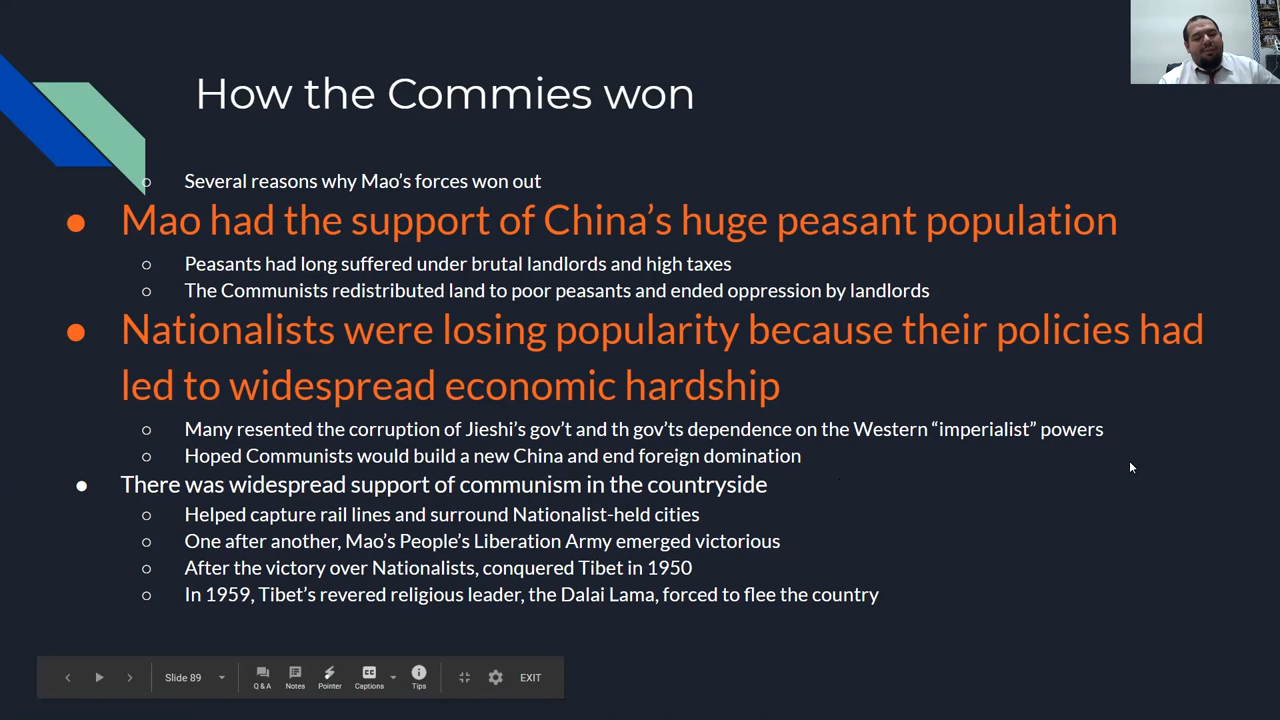 How the Commies won
Several reasons why Mao's forces won out
Mao had the support of China's huge peasant population
Peasants had long suffered under brutal landlords and high taxes
The Communists redistributed land to poor peasants and ended oppression by landlords
Nationalists were losing popularity because their policies had
led to widespread economic hardship
Many resented the corruption of Jieshi's gov't and th gov'ts dependence on the Western “imperialist” powers
Hoped Communists would build a new China and end foreign domination
There was widespread support of communism in the countryside
Helped capture rail lines and surround Nationalist-held cities
One after another, Mao's People's Liberation Army emerged victorious
After the victory over Nationalists, conquered Tibet in 1950
In 1959, Tibet's revered religious leader, the Dalai Lama, forced to flee the country
Slide 89
Q & A
Notes
Pointer
Captions
Tips
EXIT